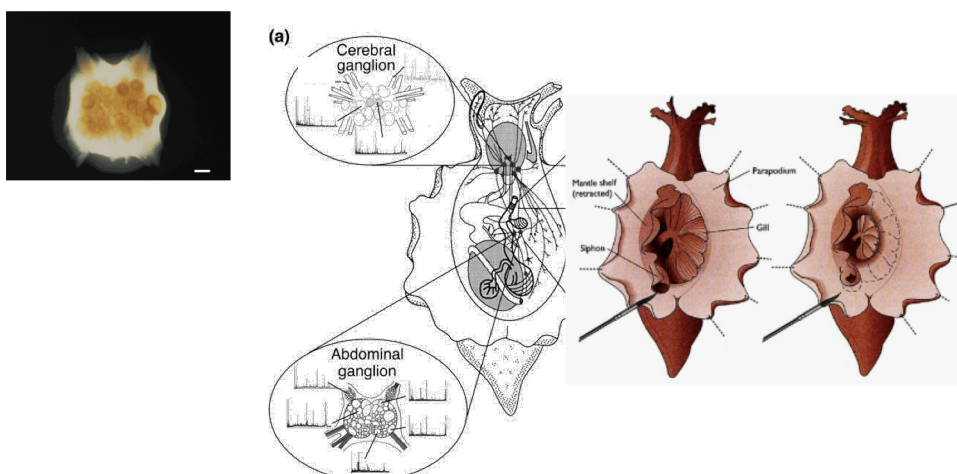 (a)
Cerebral
ganglion
Abdominal
ganglion
Mantle shelf
(retracted)
Siphon
Parapodium
Gill